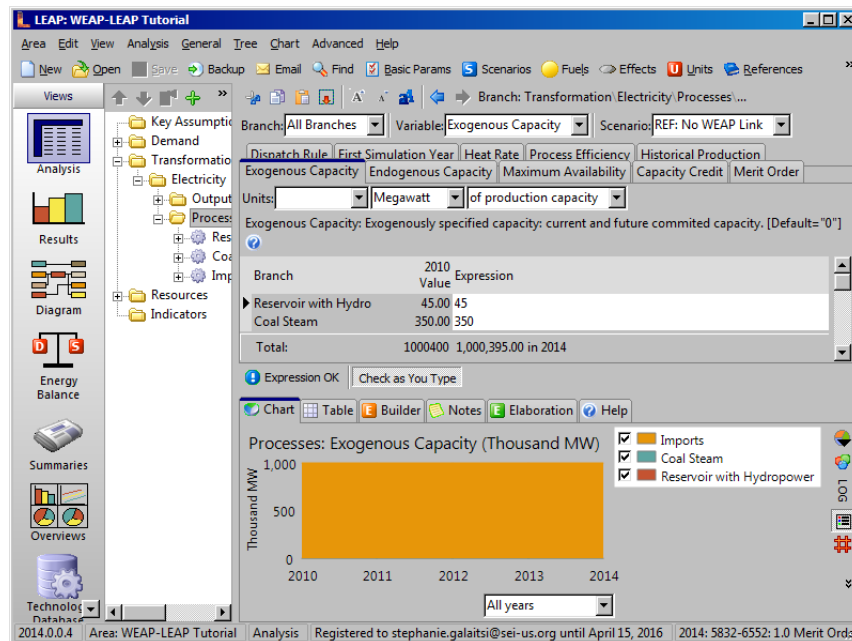 LEAP: WEAP-LEAP Tutorial
Area Edit View Analysis General Tree Chart Advanced Help
New Open Save Backup Email Find Basic Params Scenarios Fuels Effects Units References »
Views » Branch: Transformation\Electricity\Processes\...
Analysis
Results
Diagram
Energy Balance
Summaries
Overviews
Technolog
Database
Key Assumptic
Demand
Transformatio
Electricity
Output
Proces
Res
Coa
Imp
Resources
Indicators
Branch: All Branches Variable: Exogenous Capacity Scenario: REF: No WEAP Link
Dispatch Rule First Simulation Year Heat Rate Process Efficiency Historical Production
Exogenous Capacity Endogenous Capacity Maximum Availability Capacity Credit Merit Order
Units: Megawatt of production capacity
Exogenous Capacity: Exogenously specified capacity: current and future commited capacity. [Default="0"]
Branch 2010 Value Expression
Reservoir with Hydro 45.00 45
Coal Steam 350.00 350
Total: 1000400 1,000,395.00 in 2014
Expression OK Check as You Type
Chart Table Builder Notes Elaboration Help
Processes: Exogenous Capacity (Thousand MW)
Thousand MW
1,000
500
0
2010 2011 2012 2013 2014
Imports
Coal Steam
Reservoir with Hydropower
LOG
All years
2014.0.0.4 Area: WEAP-LEAP Tutorial Analysis Registered to stephanie.galaitsi@sei-us.org until April 15, 2016 2014: 5832-6552: 1.0 Merit Orde